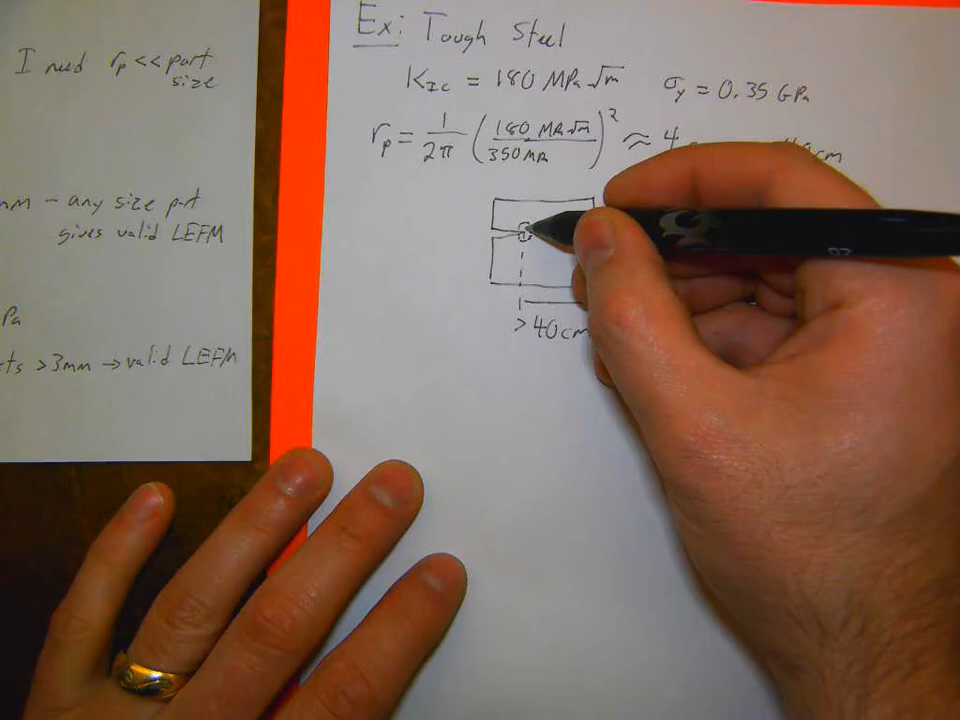 I need rp << part
size
mm – any size part
gives valid LEFM
Pa
ts > 3mm → valid LEFM
Ex: Tough Steel
KIC = 180 MPa√m σy = 0.35 GPa
rp = 1/2π (180 MPa√m / 350 MPa)² ≈ 4
cm
> 40cm